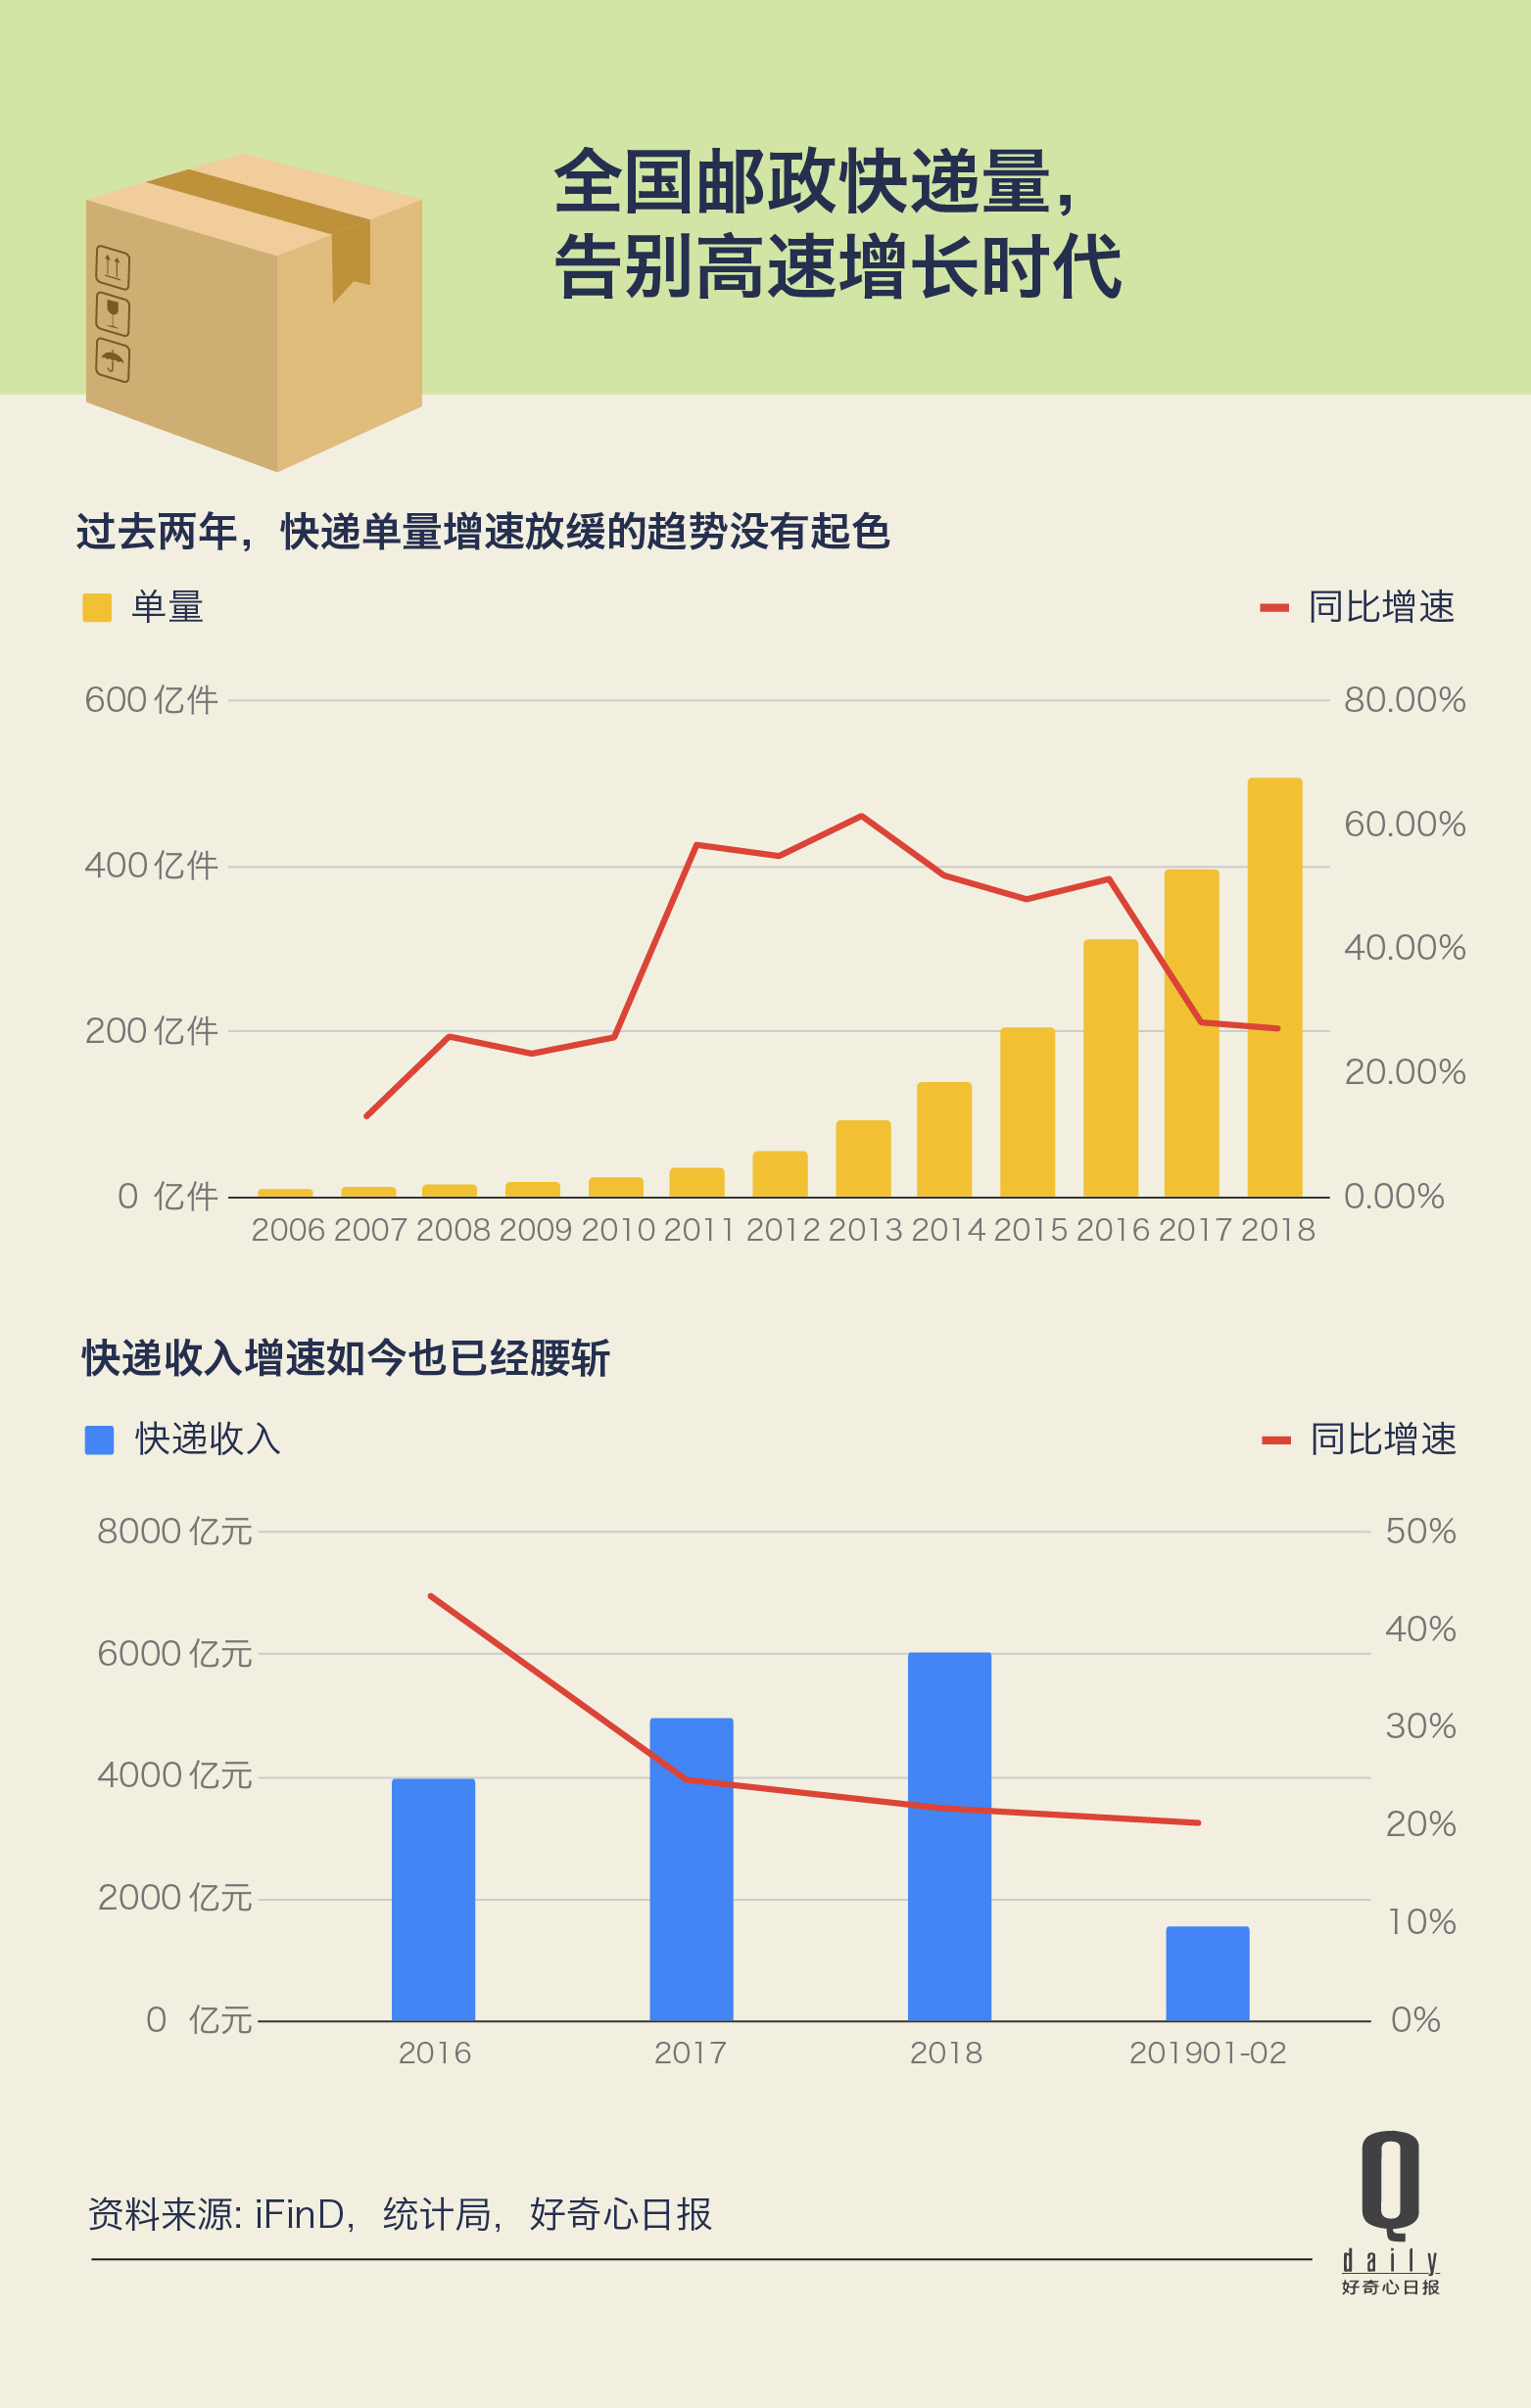 全国邮政快递量，
告别高速增长时代
过去两年，快递单量增速放缓的趋势没有起色
单量
同比增速
600 亿件
80.00%
60.00%
400 亿件
40.00%
200 亿件
20.00%
0 亿件
0.00%
2006 2007 2008 2009 2010 2011 2012 2013 2014 2015 2016 2017 2018
快递收入增速如今也已经腰斩
快递收入
同比增速
8000 亿元
50%
6000 亿元
40%
30%
4000 亿元
20%
2000 亿元
10%
0 亿元
0%
2016 2017 2018 201901-02
资料来源: iFinD，统计局，好奇心日报
Q
daily
好奇心日报